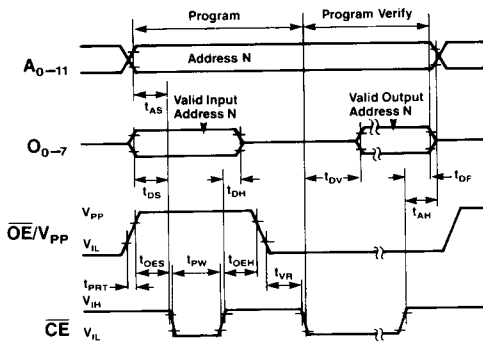 Program Program Verify
A0–11 Address N
tAS
Valid Input Address N
Valid Output Address N
O0–7
tDS tDH tDV tDF
tAH
VPP
OE/VPP
VIL
tOES tPW tOEH
tPRT tVR
VIH
CE
VIL